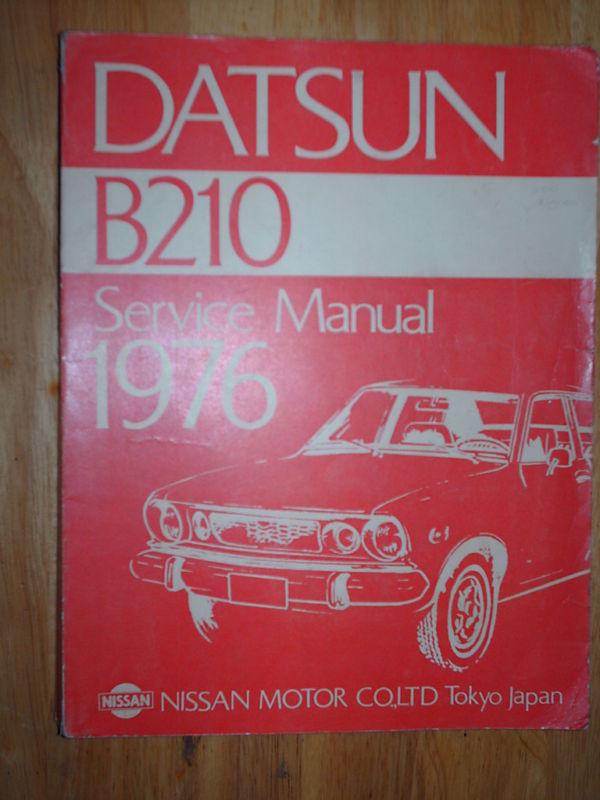 DATSUN
B210
Service Manual
1976
NISSAN NISSAN MOTOR CO.,LTD Tokyo Japan